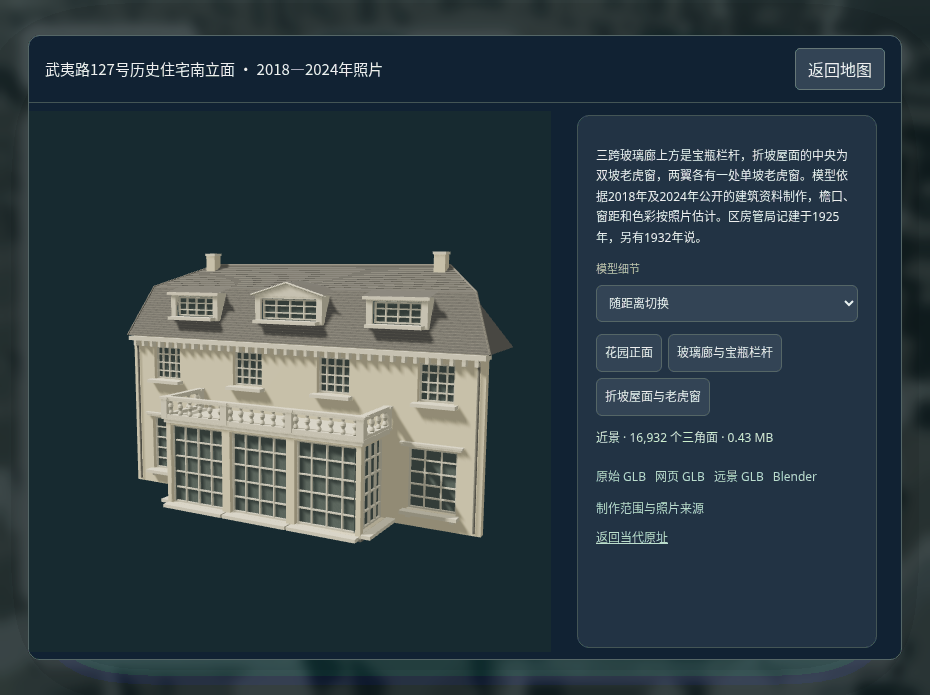 武夷路127号历史住宅南立面 · 2018—2024年照片
返回地图
三跨玻璃廊上方是宝瓶栏杆，折坡屋面的中央为
双坡老虎窗，两翼各有一处单坡老虎窗。模型依
据2018年及2024年公开的建筑资料制作，檐口、
窗距和色彩按照片估计。区房管局记建于1925
年，另有1932年说。
模型细节
随距离切换
花园正面
玻璃廊与宝瓶栏杆
折坡屋面与老虎窗
近景 · 16,932 个三角面 · 0.43 MB
原始 GLB 网页 GLB 远景 GLB Blender
制作范围与照片来源
返回当代原址